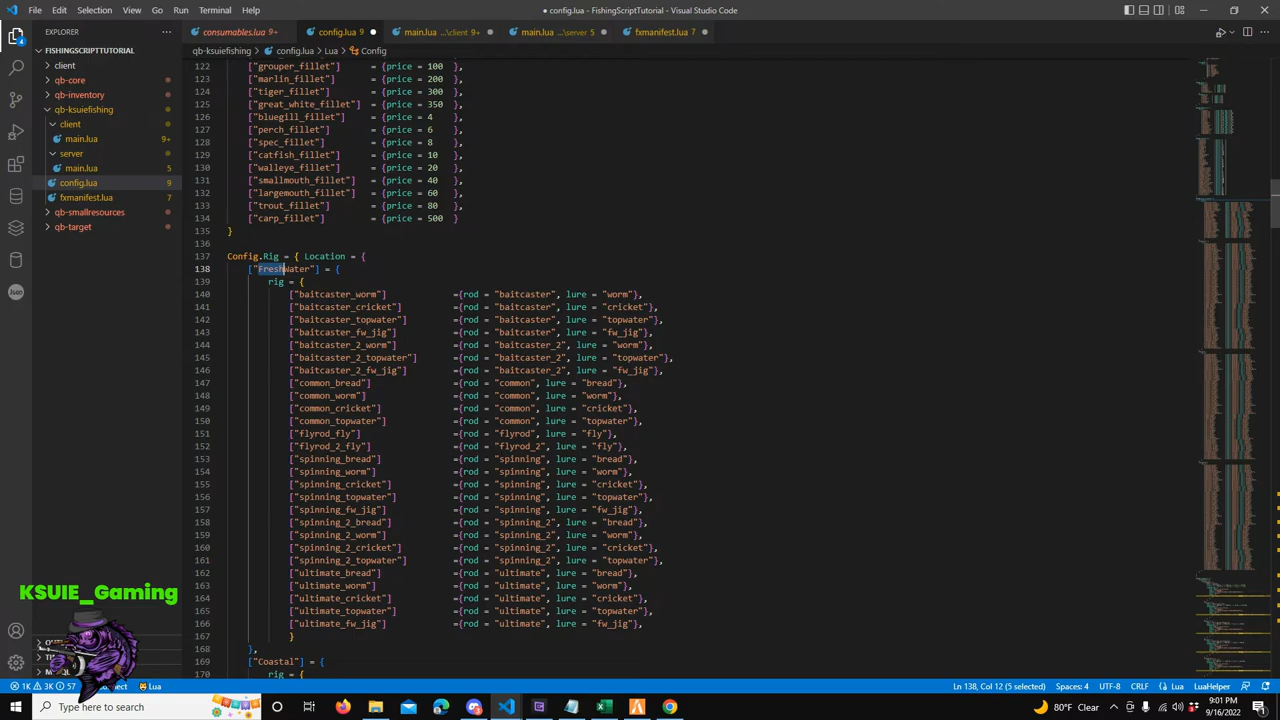 File Edit Selection View Go Run Terminal Help
● config.lua - FishingScriptTutorial - Visual Studio Code
EXPLORER ···
consumables.lua 9+ config.lua 9 ● main.lua ...\client 9+ ● main.lua ...\server 5 ● fxmanifest.lua 7 ●
qb-ksuiefishing > config.lua > Lua > Config
FISHINGSCRIPTTUTORIAL
client
qb-core
qb-inventory
qb-ksuiefishing
client
main.lua 9+
server
main.lua 5
config.lua 9
fxmanifest.lua 7
qb-smallresources
qb-target
122 ["grouper_fillet"] = {price = 100 },
123 ["marlin_fillet"] = {price = 200 },
124 ["tiger_fillet"] = {price = 300 },
125 ["great_white_fillet"] = {price = 350 },
126 ["bluegill_fillet"] = {price = 4 },
127 ["perch_fillet"] = {price = 6 },
128 ["spec_fillet"] = {price = 8 },
129 ["catfish_fillet"] = {price = 10 },
130 ["walleye_fillet"] = {price = 20 },
131 ["smallmouth_fillet"] = {price = 40 },
132 ["largemouth_fillet"] = {price = 60 },
133 ["trout_fillet"] = {price = 80 },
134 ["carp_fillet"] = {price = 500 }
135 }
136
137 Config.Rig = { Location = {
138 ["FreshWater"] = {
139 rig = {
140 ["baitcaster_worm"] ={rod = "baitcaster", lure = "worm"},
141 ["baitcaster_cricket"] ={rod = "baitcaster", lure = "cricket"},
142 ["baitcaster_topwater"] ={rod = "baitcaster", lure = "topwater"},
143 ["baitcaster_fw_jig"] ={rod = "baitcaster", lure = "fw_jig"},
144 ["baitcaster_2_worm"] ={rod = "baitcaster_2", lure = "worm"},
145 ["baitcaster_2_topwater"] ={rod = "baitcaster_2", lure = "topwater"},
146 ["baitcaster_2_fw_jig"] ={rod = "baitcaster_2", lure = "fw_jig"},
147 ["common_bread"] ={rod = "common", lure = "bread"},
148 ["common_worm"] ={rod = "common", lure = "worm"},
149 ["common_cricket"] ={rod = "common", lure = "cricket"},
150 ["common_topwater"] ={rod = "common", lure = "topwater"},
151 ["flyrod_fly"] ={rod = "flyrod", lure = "fly"},
152 ["flyrod_2_fly"] ={rod = "flyrod_2", lure = "fly"},
153 ["spinning_bread"] ={rod = "spinning", lure = "bread"},
154 ["spinning_worm"] ={rod = "spinning", lure = "worm"},
155 ["spinning_cricket"] ={rod = "spinning", lure = "cricket"},
156 ["spinning_topwater"] ={rod = "spinning", lure = "topwater"},
157 ["spinning_fw_jig"] ={rod = "spinning", lure = "fw_jig"},
158 ["spinning_2_bread"] ={rod = "spinning_2", lure = "bread"},
159 ["spinning_2_worm"] ={rod = "spinning_2", lure = "worm"},
160 ["spinning_2_cricket"] ={rod = "spinning_2", lure = "cricket"},
161 ["spinning_2_topwater"] ={rod = "spinning_2", lure = "topwater"},
162 ["ultimate_bread"] ={rod = "ultimate", lure = "bread"},
163 ["ultimate_worm"] ={rod = "ultimate", lure = "worm"},
164 ["ultimate_cricket"] ={rod = "ultimate", lure = "cricket"},
165 ["ultimate_topwater"] ={rod = "ultimate", lure = "topwater"},
166 ["ultimate_fw_jig"] ={rod = "ultimate", lure = "fw_jig"},
167 }
168 },
169 ["Coastal"] = {
170 rig = {
KSUIE_Gaming
1K 3K 57 Lua
Ln 138, Col 12 (5 selected) Spaces: 4 UTF-8 CRLF Lua LuaHelper
Type here to search
80°F Clear
9:01 PM
9/16/2022